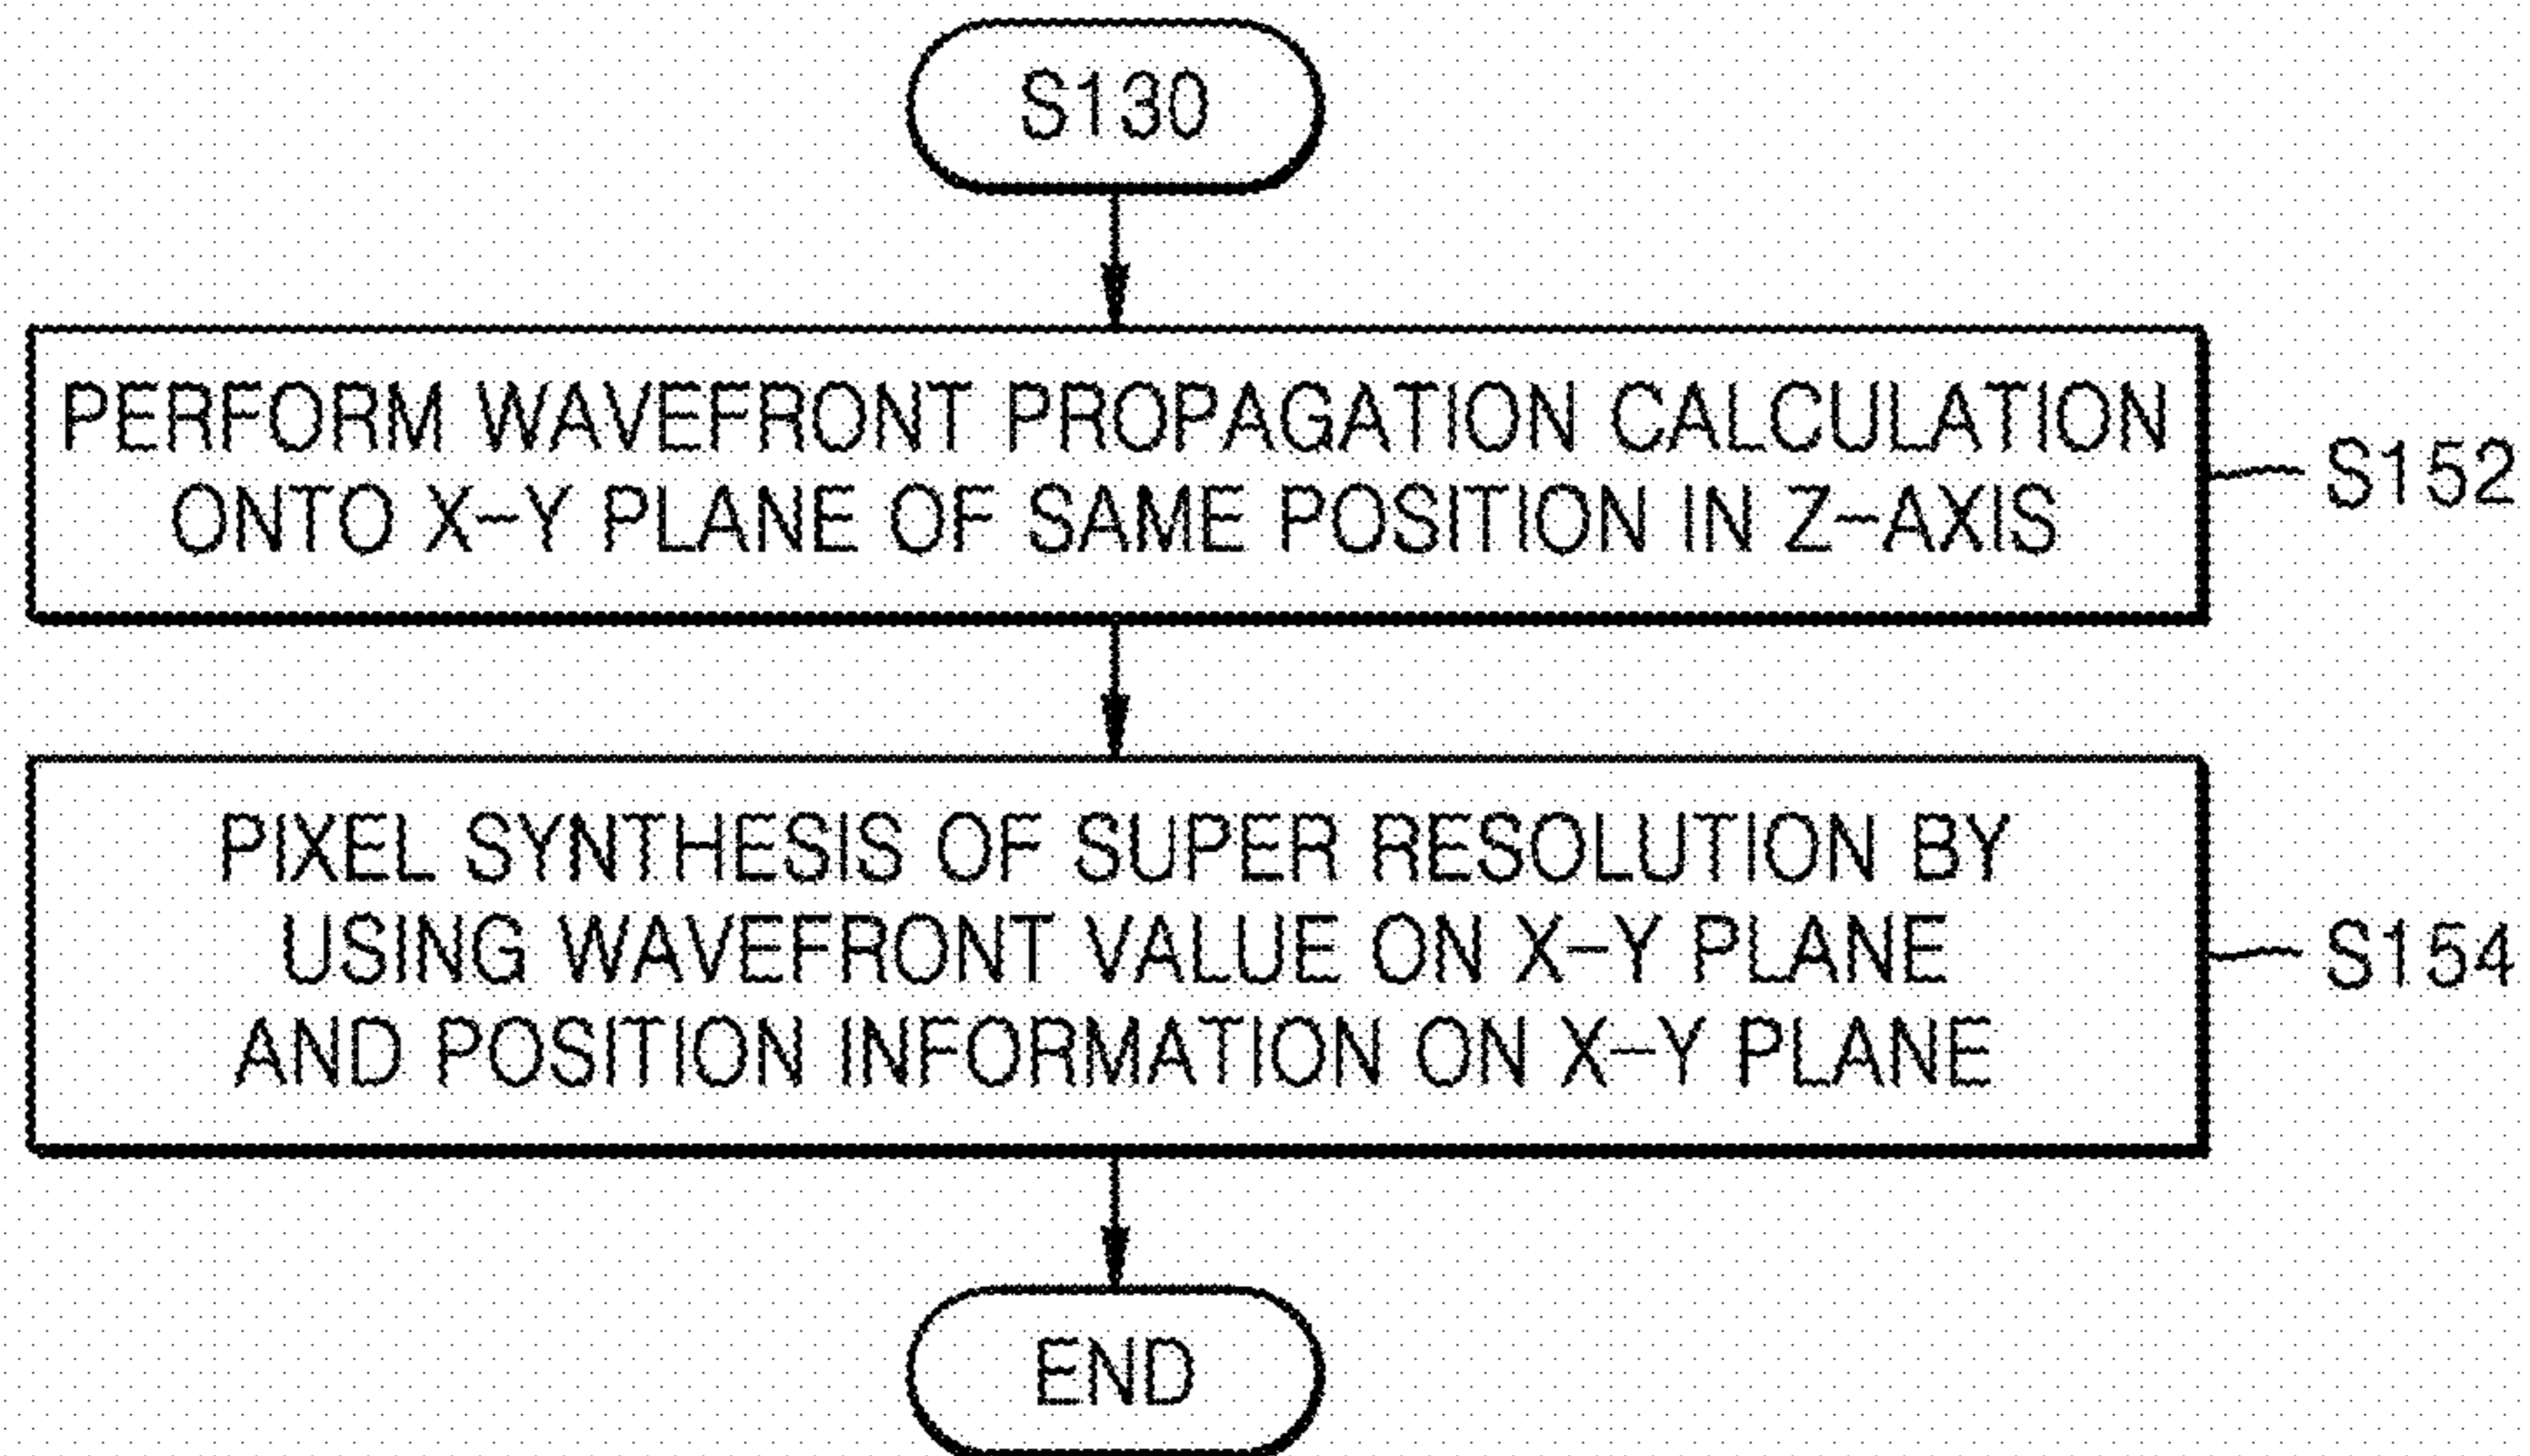 S130
PERFORM WAVEFRONT PROPAGATION CALCULATION
ONTO X-Y PLANE OF SAME POSITION IN Z-AXIS
S152
PIXEL SYNTHESIS OF SUPER RESOLUTION BY
USING WAVEFRONT VALUE ON X-Y PLANE
AND POSITION INFORMATION ON X-Y PLANE
S154
END